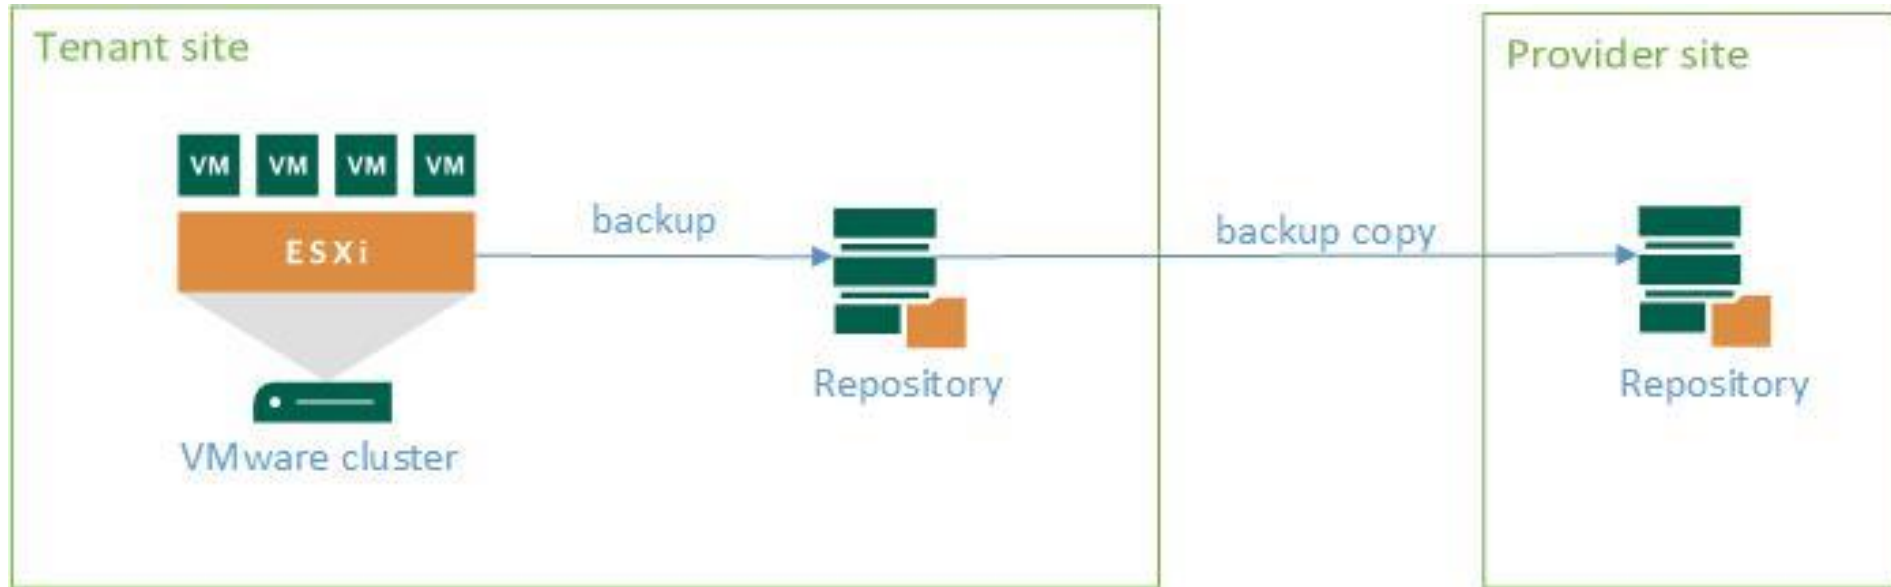 Tenant site
Provider site
VM VM VM VM
backup
backup copy
ESXi
Repository
Repository
VMware cluster